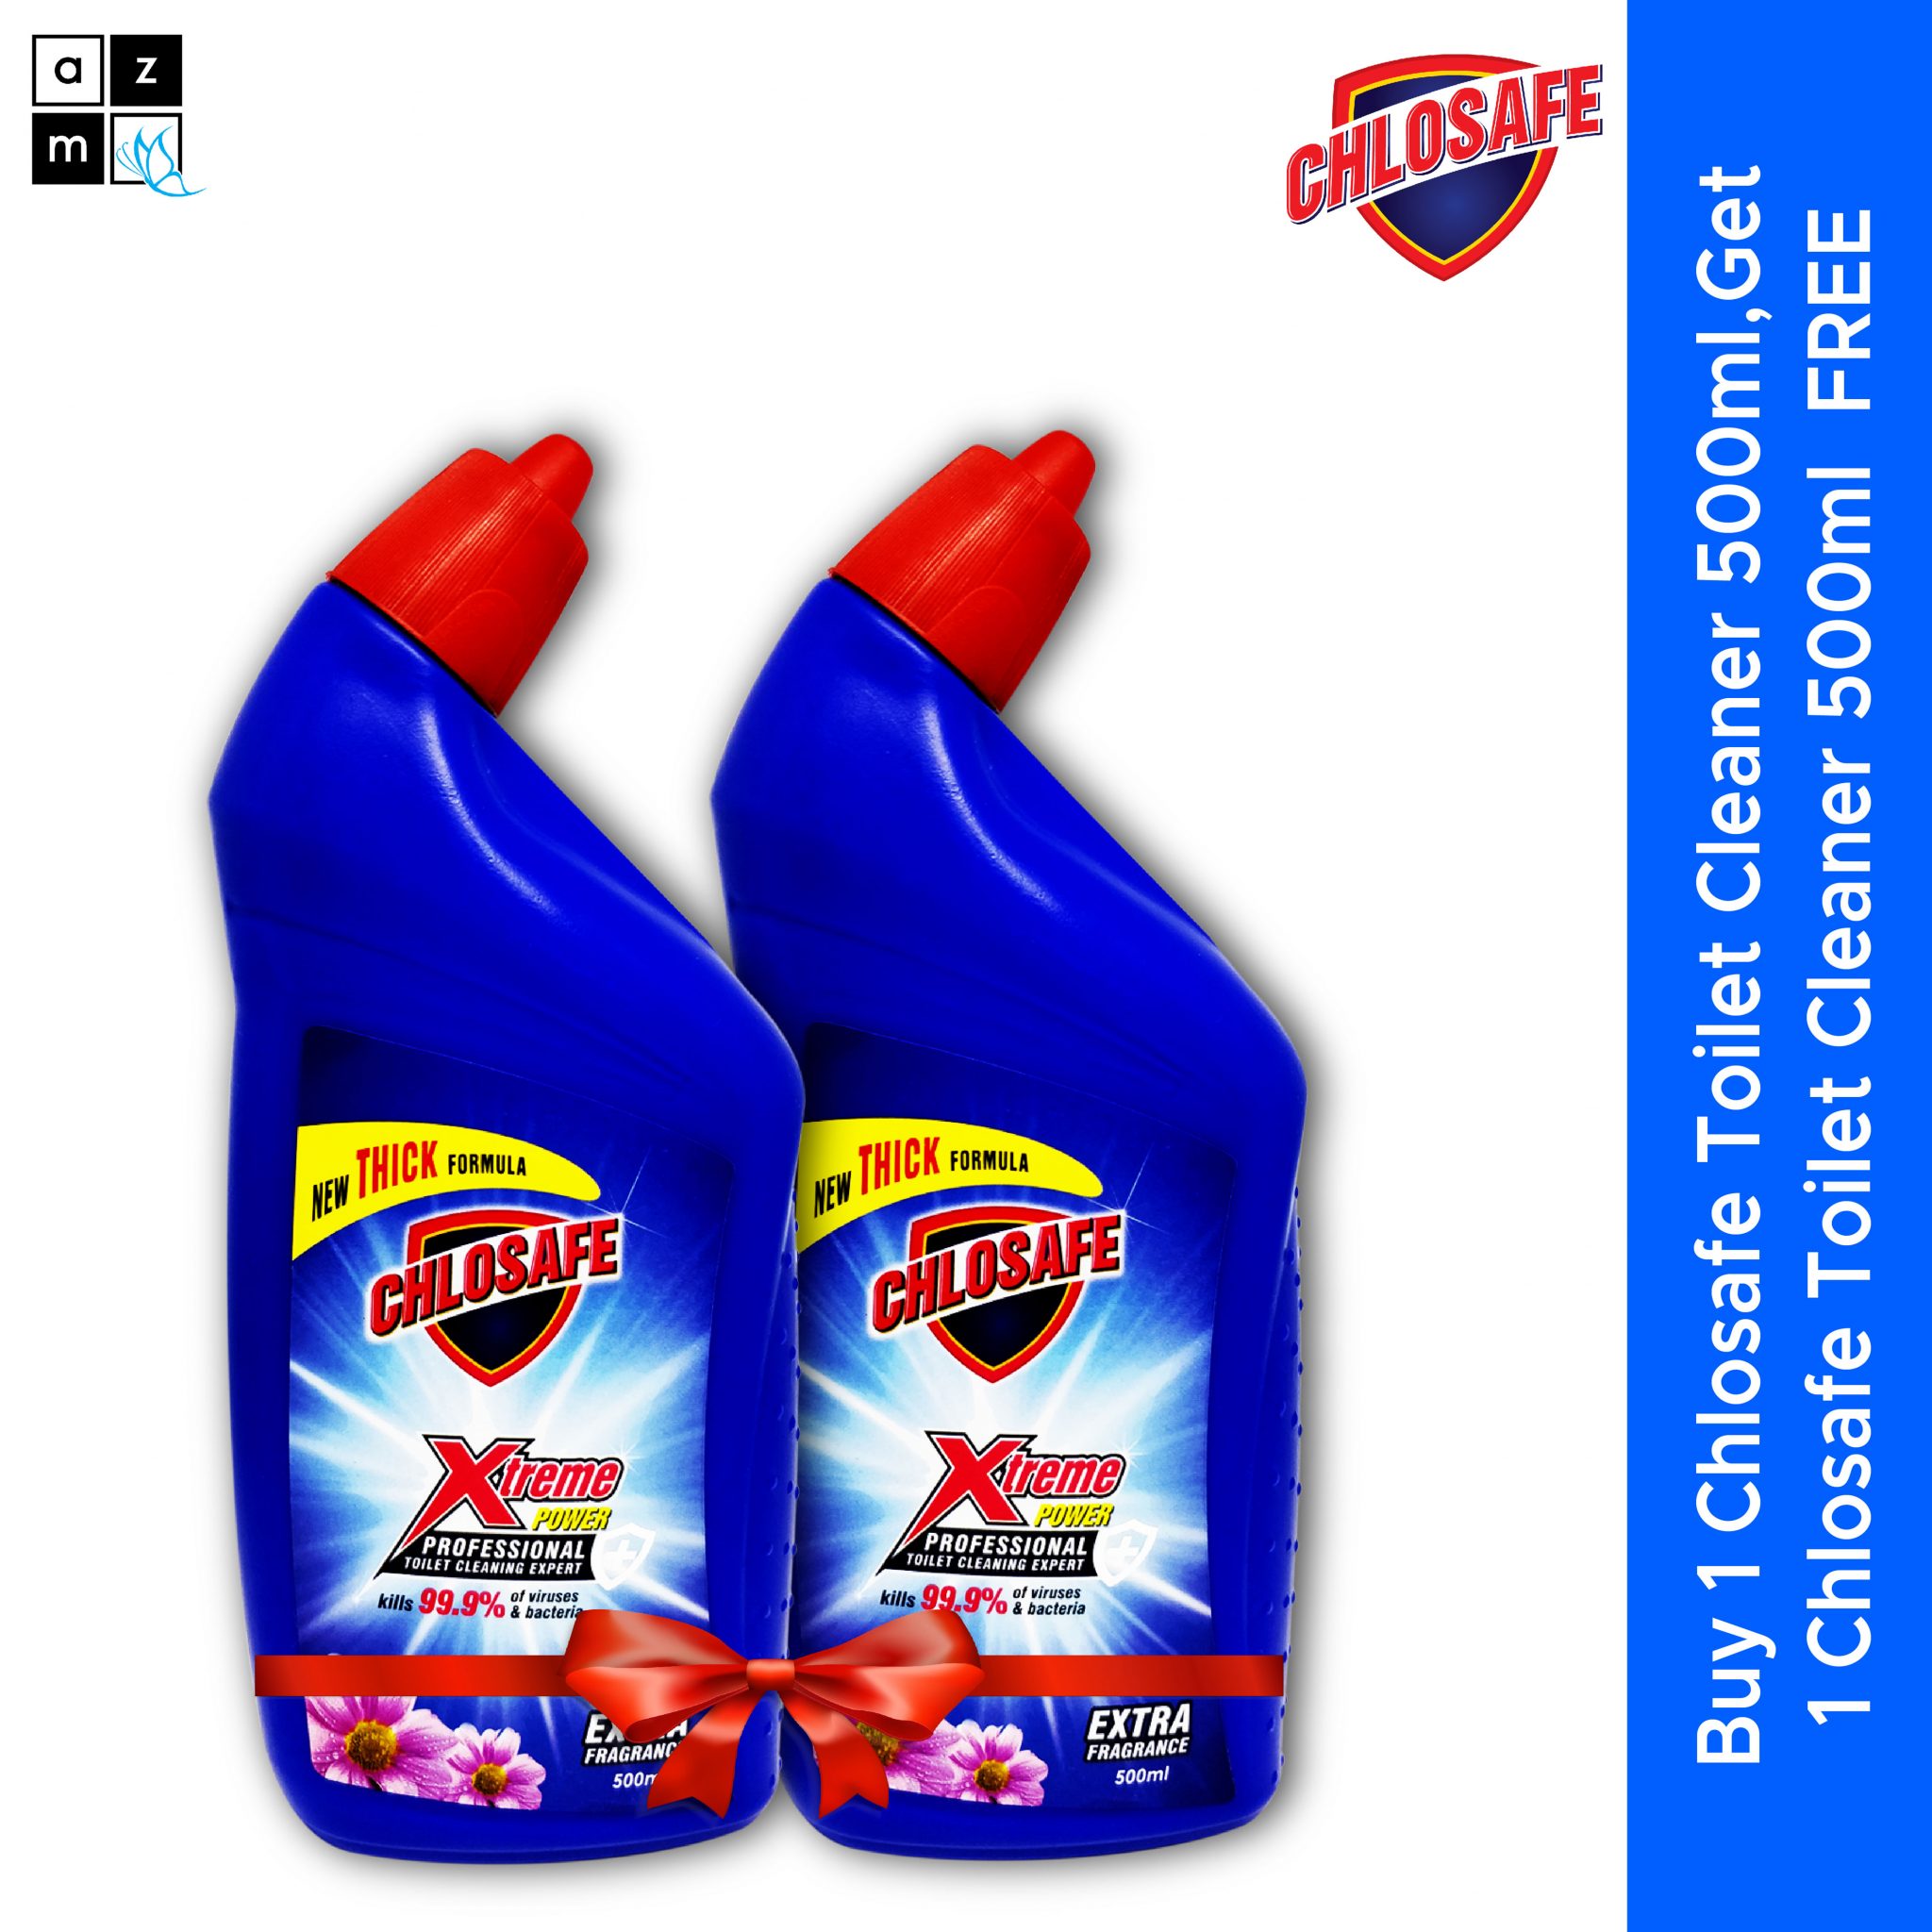 a z
m
CHLOSAFE
Buy 1 Chlosafe Toilet Cleaner 500ml,Get
1 Chlosafe Toilet Cleaner 500ml FREE
NEW THICK FORMULA
CHLOSAFE
Xtreme
POWER
PROFESSIONAL
TOILET CLEANING EXPERT
kills 99.9% of viruses
& bacteria
NEW THICK FORMULA
CHLOSAFE
Xtreme
POWER
PROFESSIONAL
TOILET CLEANING EXPERT
kills 99.9% of viruses
& bacteria
EXTRA
FRAGRANCE
500ml